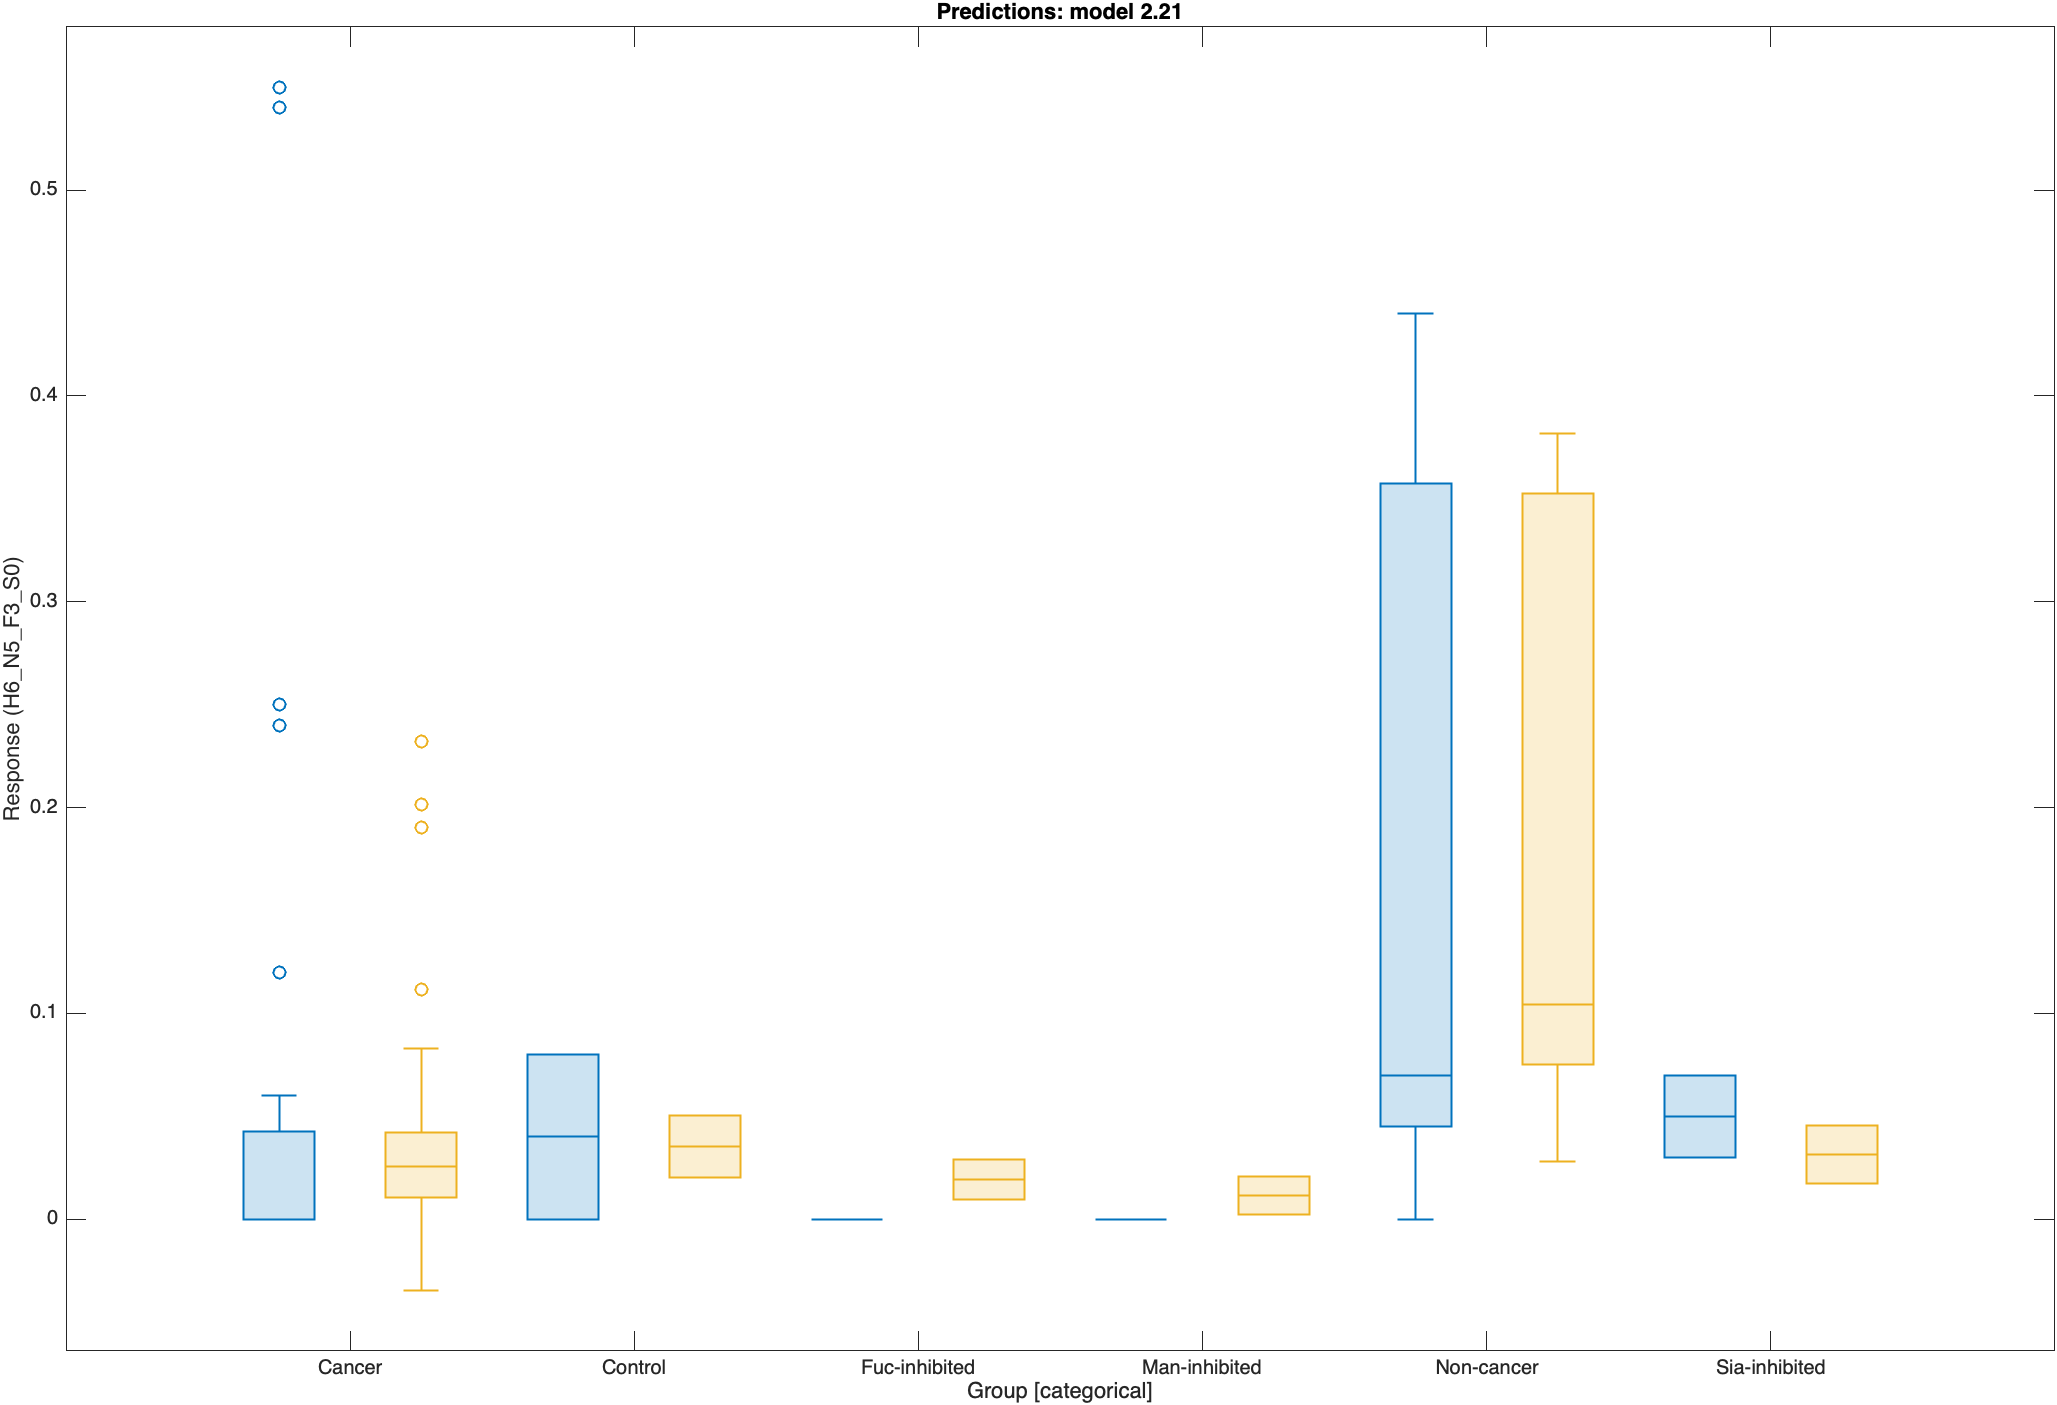 Predictions: model 2.21
Response (H6_N5_F3_S0)
0.5
0.4
0.3
0.2
0.1
0
Cancer Control Fuc-inhibited Man-inhibited Non-cancer Sia-inhibited
Group [categorical]